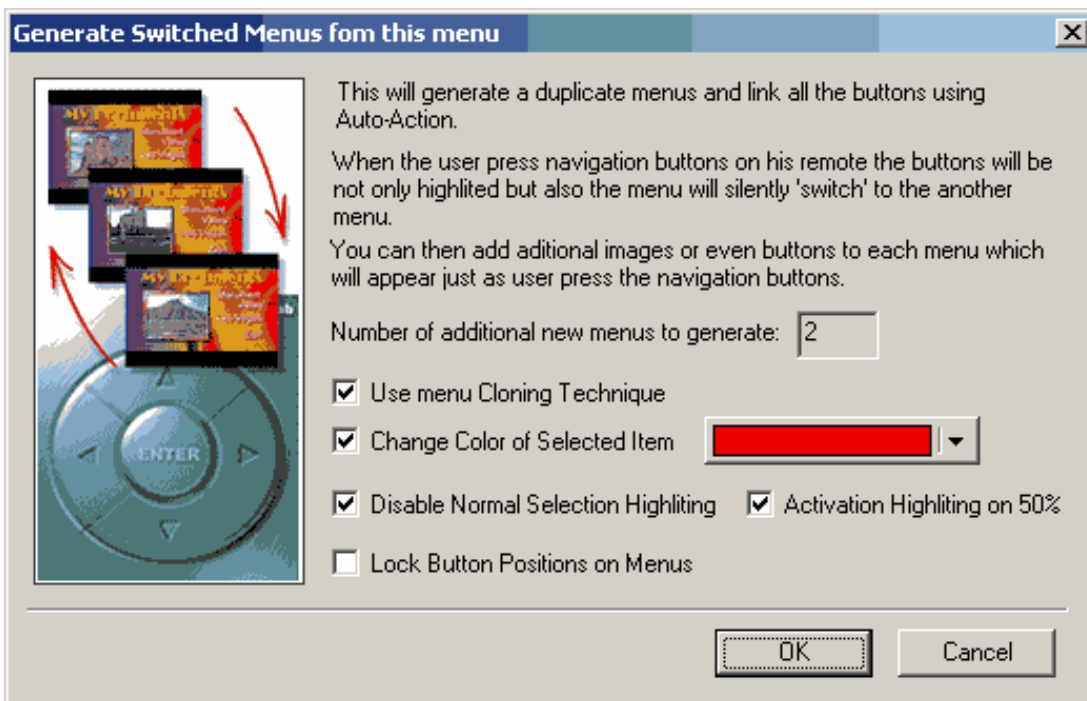 Generate Switched Menus fom this menu
This will generate a duplicate menus and link all the buttons using
Auto-Action.
When the user press navigation buttons on his remote the buttons will be
not only highlited but also the menu will silently 'switch' to the another
menu.
You can then add aditional images or even buttons to each menu which
will appear just as user press the navigation buttons.
Number of additional new menus to generate: 2
Use menu Cloning Technique
Change Color of Selected Item
ENTER
Disable Normal Selection Highliting Activation Highliting on 50%
Lock Button Positions on Menus
OK Cancel